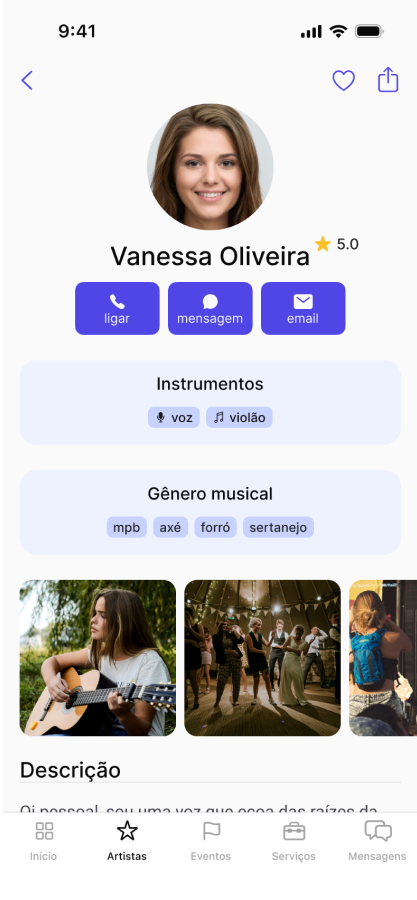 9:41
Vanessa Oliveira ⭐ 5.0
ligar mensagem email
Instrumentos
voz violão
Gênero musical
mpb axé forró sertanejo
Descrição
Oi pessoal, sou uma voz que ecoa das raízes da
Início Artistas Eventos Serviços Mensagens